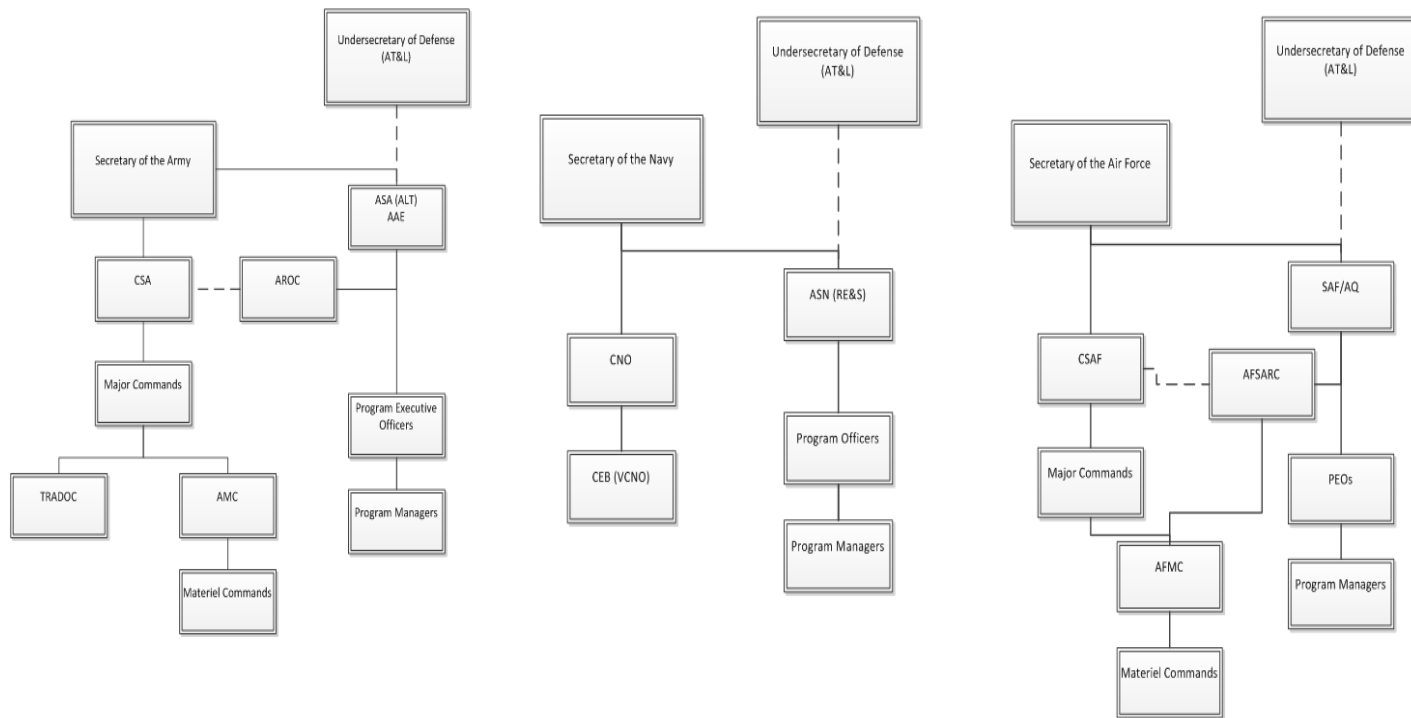 Undersecretary of Defense
(AT&L)
Secretary of the Army
ASA (ALT)
AAE
CSA
AROC
Major Commands
Program Executive
Officers
TRADOC
AMC
Program Managers
Materiel Commands
Undersecretary of Defense
(AT&L)
Secretary of the Navy
ASN (RE&S)
CNO
Program Officers
CEB (VCNO)
Program Managers
Undersecretary of Defense
(AT&L)
Secretary of the Air Force
SAF/AQ
CSAF
AFSARC
Major Commands
PEOs
AFMC
Program Managers
Materiel Commands